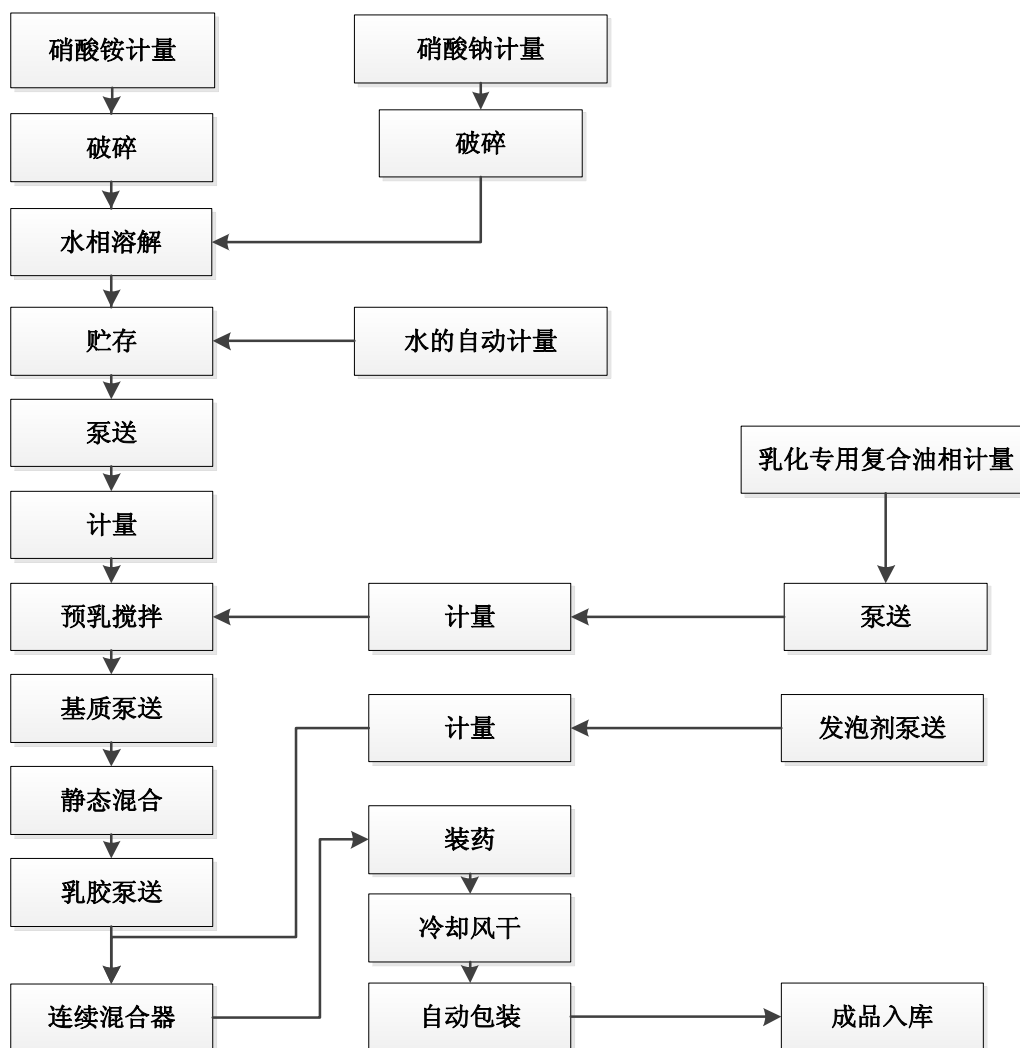 硝酸铵计量
硝酸钠计量
破碎
破碎
水相溶解
贮存
水的自动计量
泵送
乳化专用复合油相计量
计量
预乳搅拌
计量
泵送
基质泵送
计量
发泡剂泵送
静态混合
装药
乳胶泵送
冷却风干
连续混合器
自动包装
成品入库